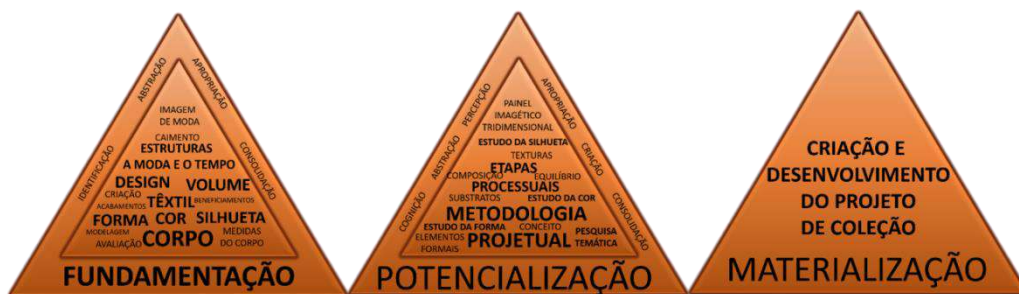 IDENTIFICAÇÃO
ABSTRAÇÃO
APROPRIAÇÃO
CONSOLIDAÇÃO
IMAGEM
DE MODA
CAIMENTO
ESTRUTURAS
A MODA E O TEMPO
DESIGN VOLUME
CRIAÇÃO TÊXTIL BENEFICIAMENTOS
ACABAMENTOS
FORMA COR SILHUETA
MODELAGEM CORPO MEDIDAS
AVALIAÇÃO DO CORPO
FUNDAMENTAÇÃO
COGNIÇÃO
ABSTRAÇÃO
PERCEPÇÃO
APROPRIAÇÃO
CRIAÇÃO
CONSOLIDAÇÃO
PAINEL
IMAGÉTICO
TRIDIMENSIONAL
ESTUDO DA SILHUETA
TEXTURAS
ETAPAS
COMPOSIÇÃO EQUILÍBRIO
PROCESSUAIS
SUBSTRATOS ESTUDO DA COR
METODOLOGIA
ESTUDO DA FORMA CONCEITO PESQUISA
ELEMENTOS PROJETUAL TEMÁTICA
FORMAIS
POTENCIALIZAÇÃO
CRIAÇÃO E
DESENVOLVIMENTO
DO PROJETO
DE COLEÇÃO
MATERIALIZAÇÃO